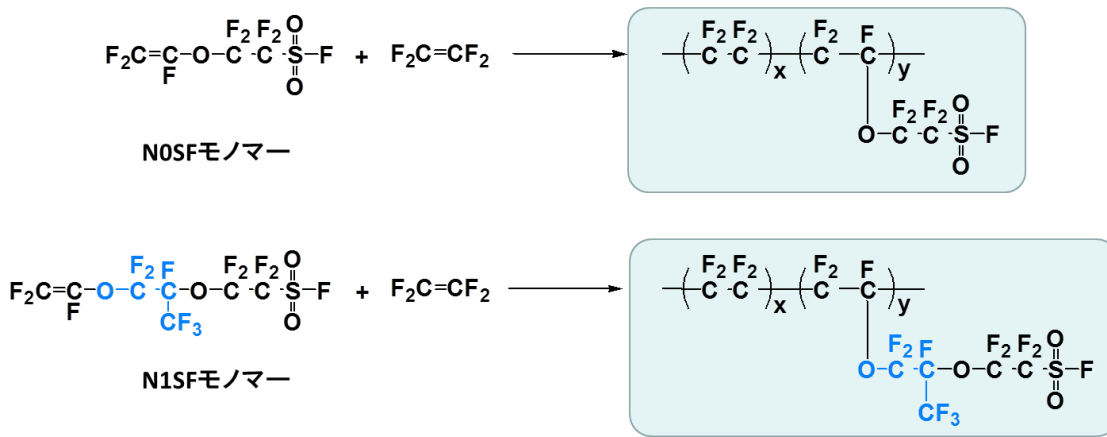 F₂ F₂ O F₂ F
F₂C=C-O-C-C-S-F + F₂C=CF₂ F₂ F₂
F O (C-C)x (C-C)y
F₂ F₂ O
O-C-C-S-F
O
N0SFモノマー
F₂ F F₂ F₂ O F₂ F₂ F₂ F
F₂C=C-O-C-C-O-C-C-S-F + F₂C=CF₂ (C-C)x (C-C)y
F CF₃ O
F₂ F F₂ F₂ O
O-C-C-O-C-C-S-F
CF₃ O
N1SFモノマー